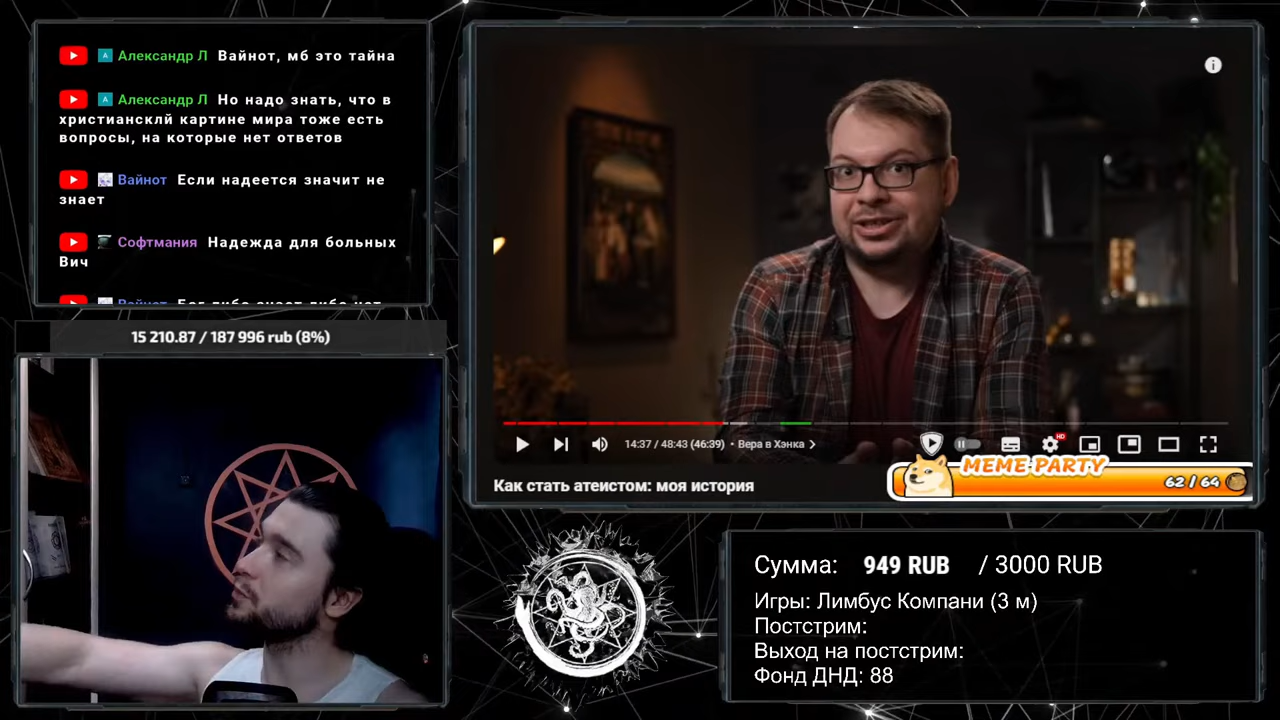 Александр Л Вайнот, мб это тайна
Александр Л Но надо знать, что в
христиансклй картине мира тоже есть
вопросы, на которые нет ответов
Вайнот Если надеется значит не
знает
Софтмания Надежда для больных
Вич
15 210.87 / 187 996 rub (8%)
14:37 / 48:43 (46:39) • Вера в Хэнка
HD
Как стать атеистом: моя история
MEME PARTY
62 / 64
Сумма: 949 RUB / 3000 RUB
Игры: Лимбус Компани (3 м)
Постстрим:
Выход на постстрим:
Фонд ДНД: 88